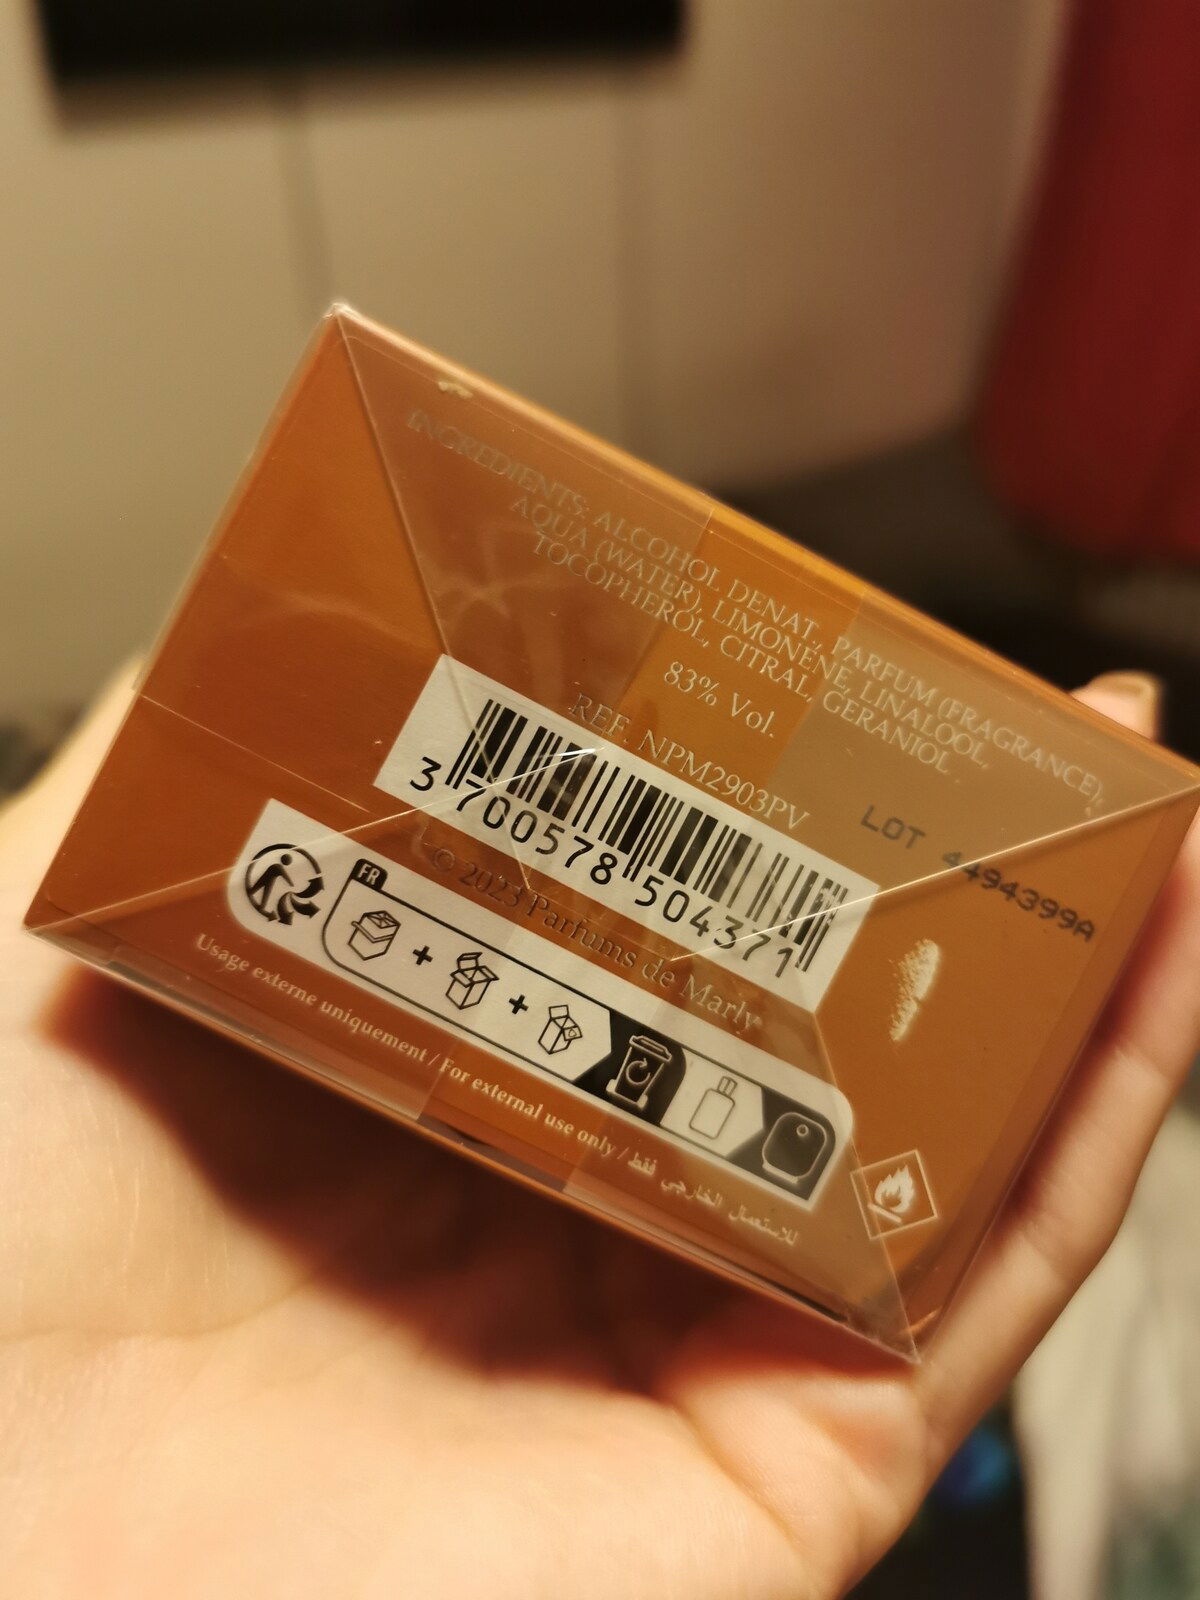 INGREDIENTS: ALCOHOL DENAT., PARFUM (FRAGRANCE),
AQUA (WATER), LIMONENE, LINALOOL,
TOCOPHEROL, CITRAL, GERANIOL.
83% Vol.
REF. NPM2903PV
LOT 4494399A
3 700578 504371
© 2023 Parfums de Marly
FR
+ +
Usage externe uniquement / For external use only / للاستعمال الخارجي فقط